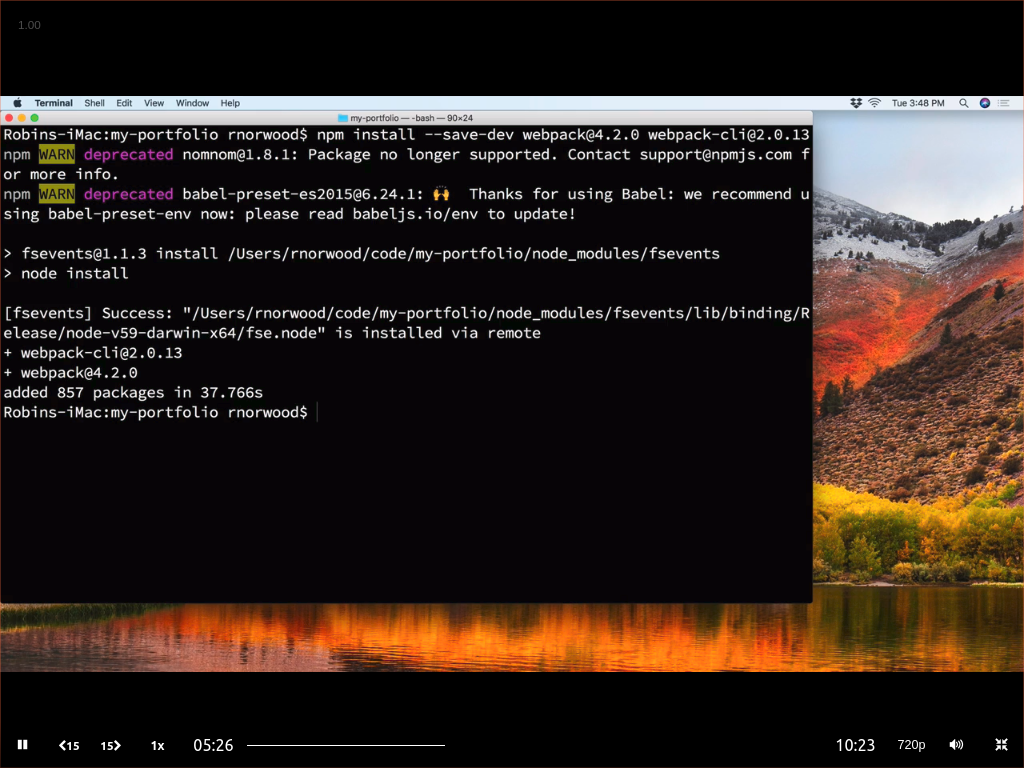 1.00
Terminal Shell Edit View Window Help Tue 3:48 PM
my-portfolio — -bash — 90×24
Robins-iMac:my-portfolio rnorwood$ npm install --save-dev webpack@4.2.0 webpack-cli@2.0.13
npm WARN deprecated nomnom@1.8.1: Package no longer supported. Contact support@npmjs.com f
or more info.
npm WARN deprecated babel-preset-es2015@6.24.1: 🙌  Thanks for using Babel: we recommend u
sing babel-preset-env now: please read babeljs.io/env to update!
> fsevents@1.1.3 install /Users/rnorwood/code/my-portfolio/node_modules/fsevents
> node install
[fsevents] Success: "/Users/rnorwood/code/my-portfolio/node_modules/fsevents/lib/binding/R
elease/node-v59-darwin-x64/fse.node" is installed via remote
+ webpack-cli@2.0.13
+ webpack@4.2.0
added 857 packages in 37.766s
Robins-iMac:my-portfolio rnorwood$
15 15 1x 05:26 10:23 720p